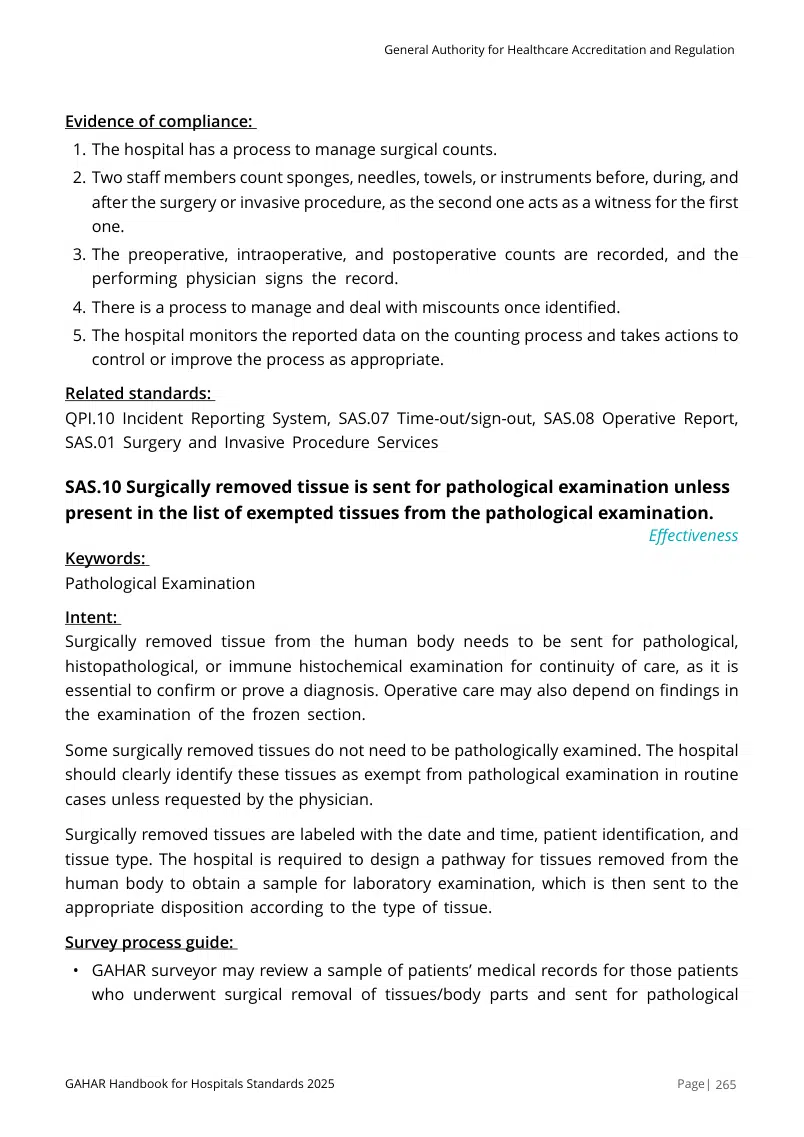 General Authority for Healthcare Accreditation and Regulation
Evidence of compliance:
1. The hospital has a process to manage surgical counts.
2. Two staff members count sponges, needles, towels, or instruments before, during, and
after the surgery or invasive procedure, as the second one acts as a witness for the first
one.
3. The preoperative, intraoperative, and postoperative counts are recorded, and the
performing physician signs the record.
4. There is a process to manage and deal with miscounts once identified.
5. The hospital monitors the reported data on the counting process and takes actions to
control or improve the process as appropriate.
Related standards:
QPI.10 Incident Reporting System, SAS.07 Time-out/sign-out, SAS.08 Operative Report,
SAS.01 Surgery and Invasive Procedure Services
SAS.10 Surgically removed tissue is sent for pathological examination unless
present in the list of exempted tissues from the pathological examination.
Effectiveness
Keywords:
Pathological Examination
Intent:
Surgically removed tissue from the human body needs to be sent for pathological,
histopathological, or immune histochemical examination for continuity of care, as it is
essential to confirm or prove a diagnosis. Operative care may also depend on findings in
the examination of the frozen section.
Some surgically removed tissues do not need to be pathologically examined. The hospital
should clearly identify these tissues as exempt from pathological examination in routine
cases unless requested by the physician.
Surgically removed tissues are labeled with the date and time, patient identification, and
tissue type. The hospital is required to design a pathway for tissues removed from the
human body to obtain a sample for laboratory examination, which is then sent to the
appropriate disposition according to the type of tissue.
Survey process guide:
• GAHAR surveyor may review a sample of patients’ medical records for those patients
who underwent surgical removal of tissues/body parts and sent for pathological
GAHAR Handbook for Hospitals Standards 2025
Page| 265